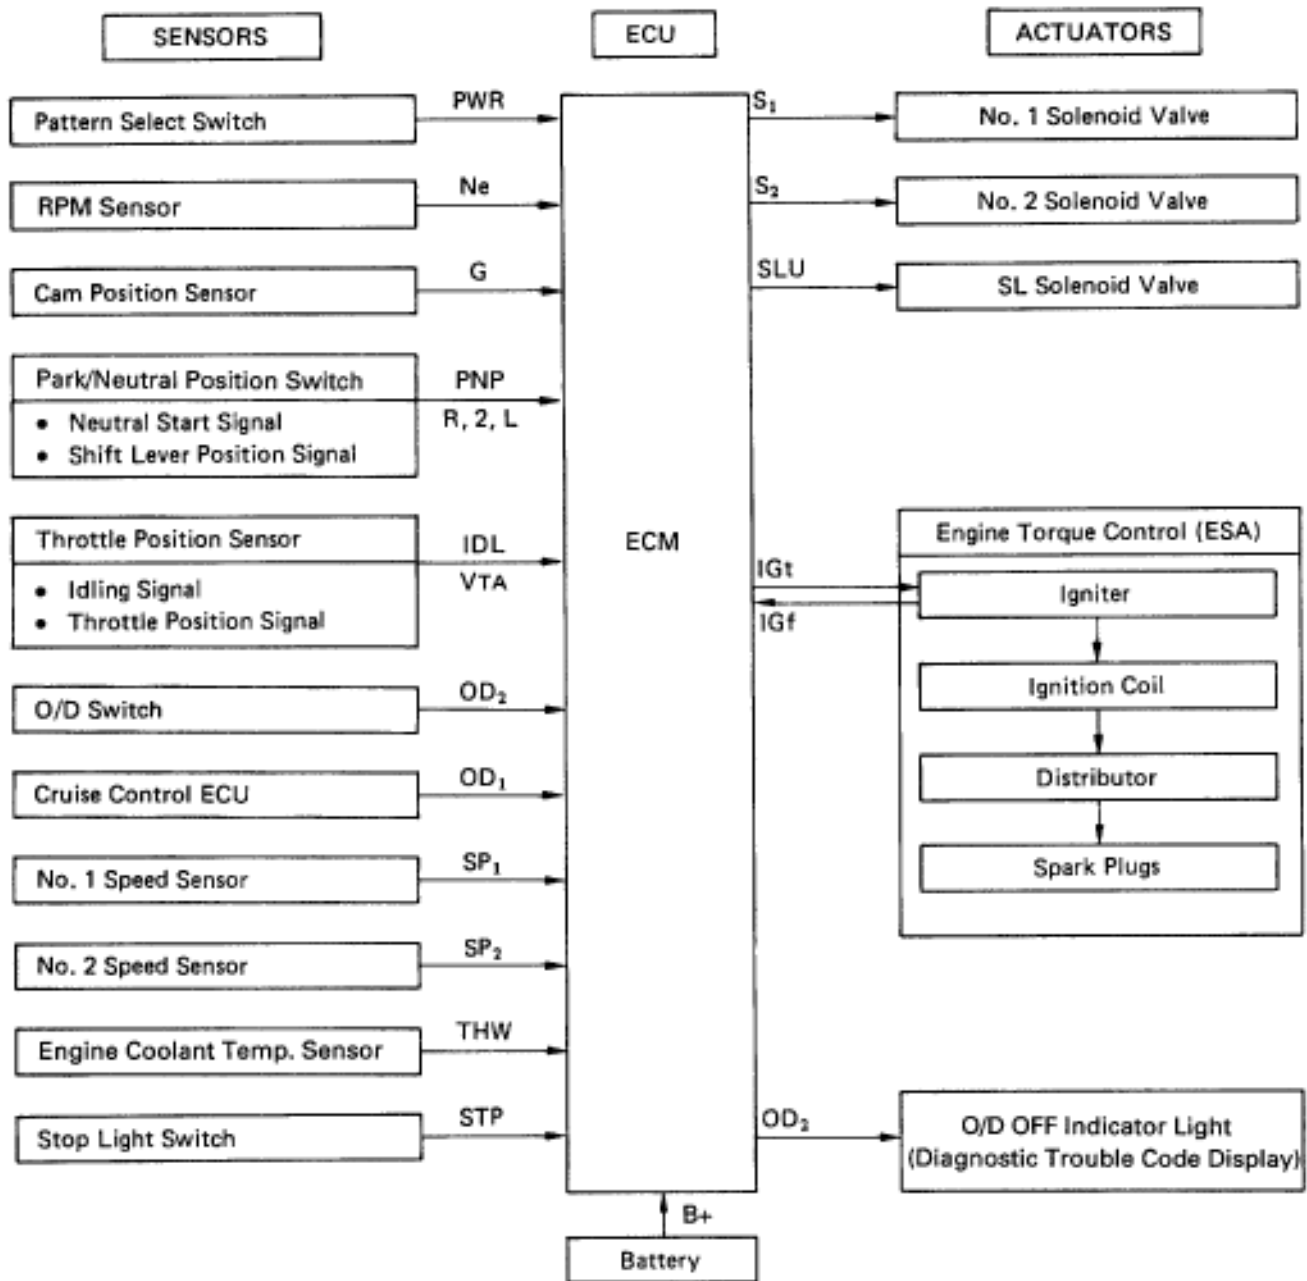 SENSORS
ECU
ACTUATORS
Pattern Select Switch
PWR
S₁
No. 1 Solenoid Valve
RPM Sensor
Ne
S₂
No. 2 Solenoid Valve
Cam Position Sensor
G
SLU
SL Solenoid Valve
Park/Neutral Position Switch
• Neutral Start Signal
• Shift Lever Position Signal
PNP
R, 2, L
Throttle Position Sensor
• Idling Signal
• Throttle Position Signal
IDL
VTA
ECM
IGt
IGf
Engine Torque Control (ESA)
Igniter
Ignition Coil
Distributor
Spark Plugs
O/D Switch
OD₂
Cruise Control ECU
OD₁
No. 1 Speed Sensor
SP₁
No. 2 Speed Sensor
SP₂
Engine Coolant Temp. Sensor
THW
Stop Light Switch
STP
OD₂
O/D OFF Indicator Light
(Diagnostic Trouble Code Display)
B+
Battery